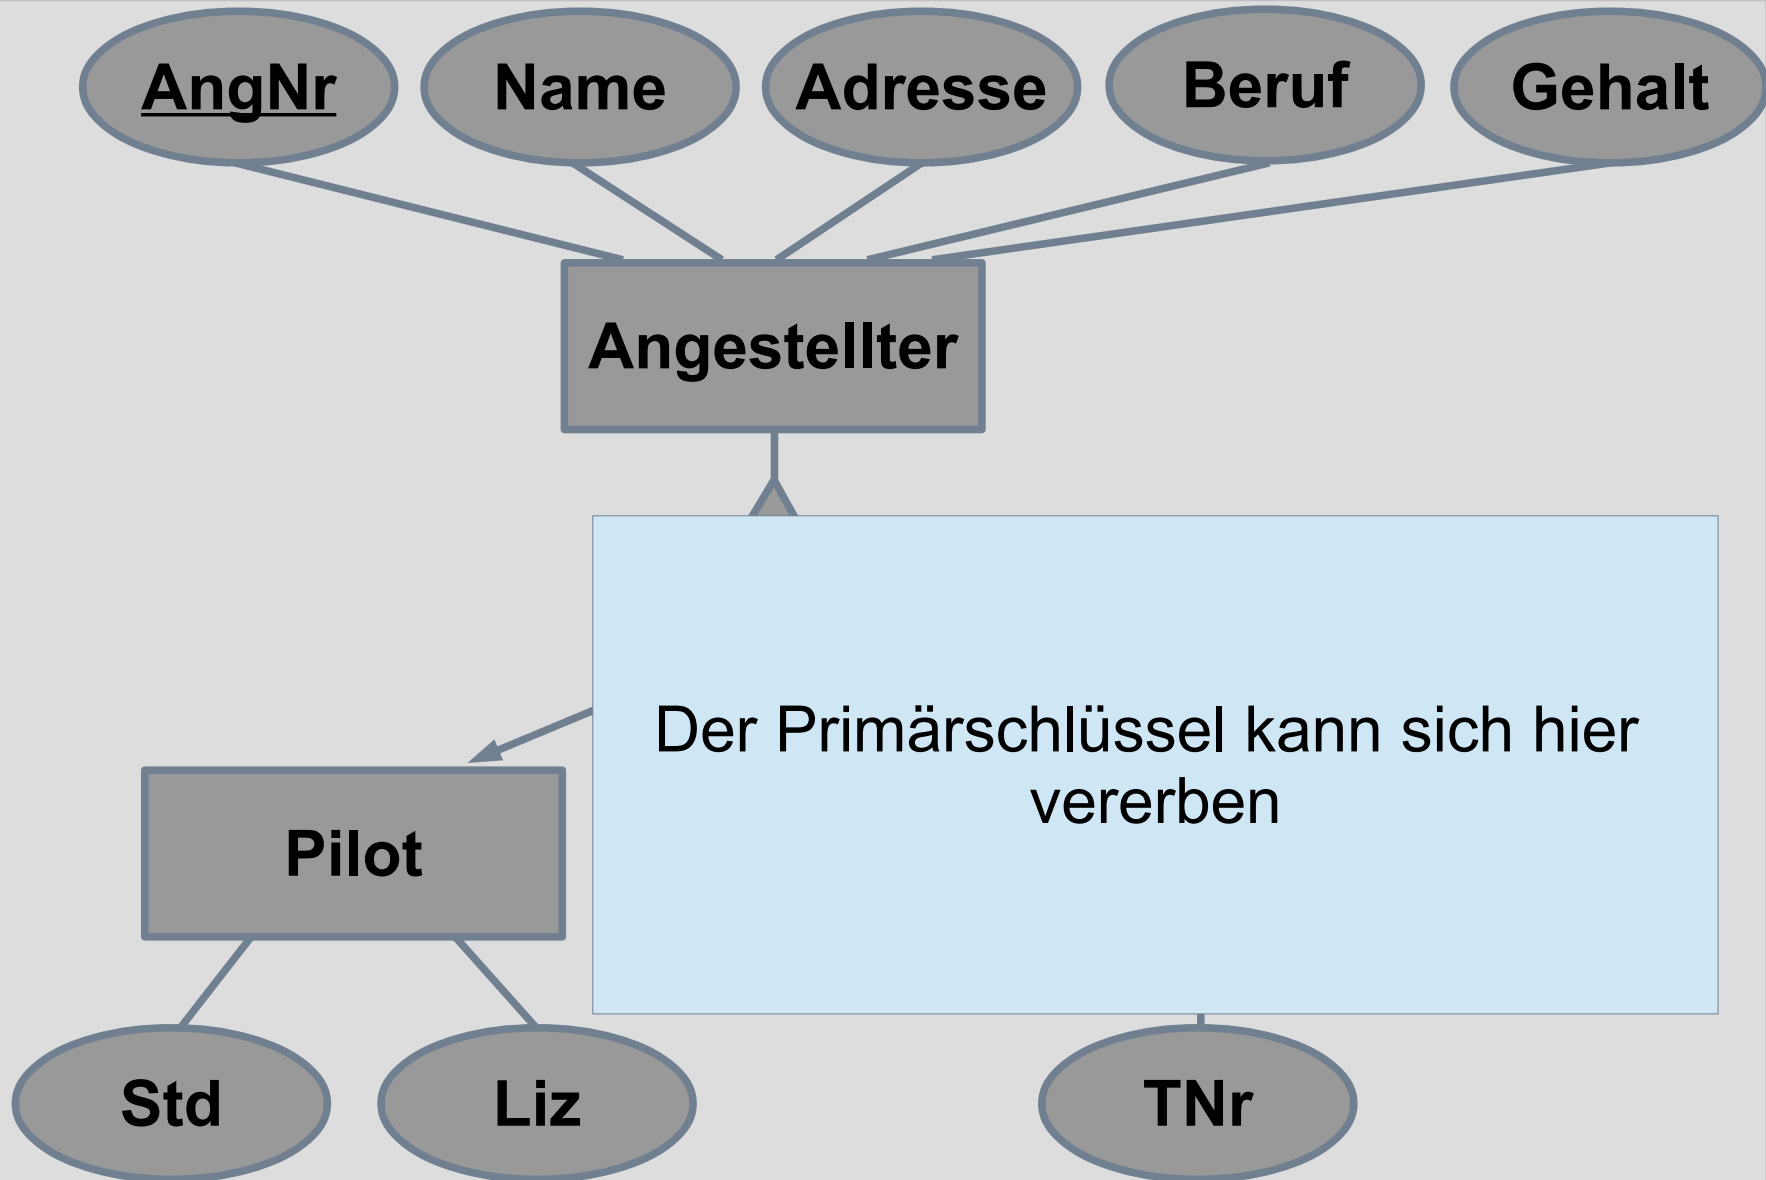 AngNr Name Adresse Beruf Gehalt
Angestellter
Der Primärschlüssel kann sich hier
vererben
Pilot
Std Liz TNr